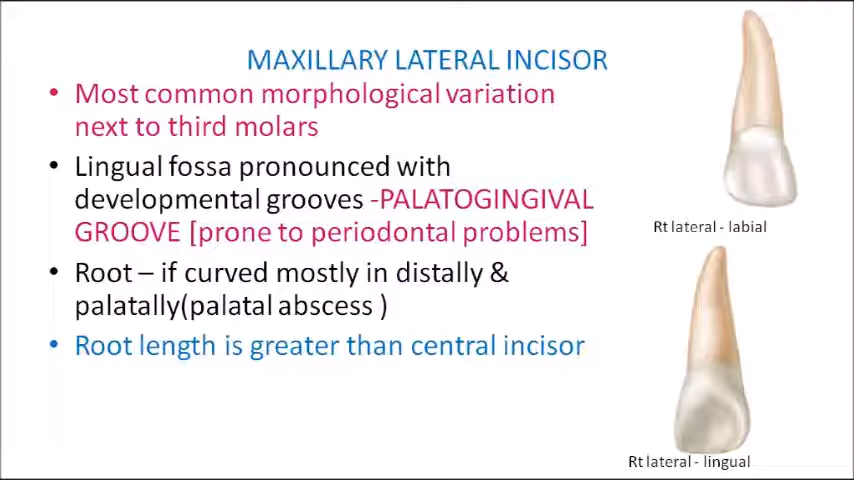 MAXILLARY LATERAL INCISOR
• Most common morphological variation
next to third molars
• Lingual fossa pronounced with
developmental grooves -PALATOGINGIVAL
GROOVE [prone to periodontal problems]
• Root – if curved mostly in distally &
palatally(palatal abscess )
• Root length is greater than central incisor
Rt lateral - labial
Rt lateral - lingual